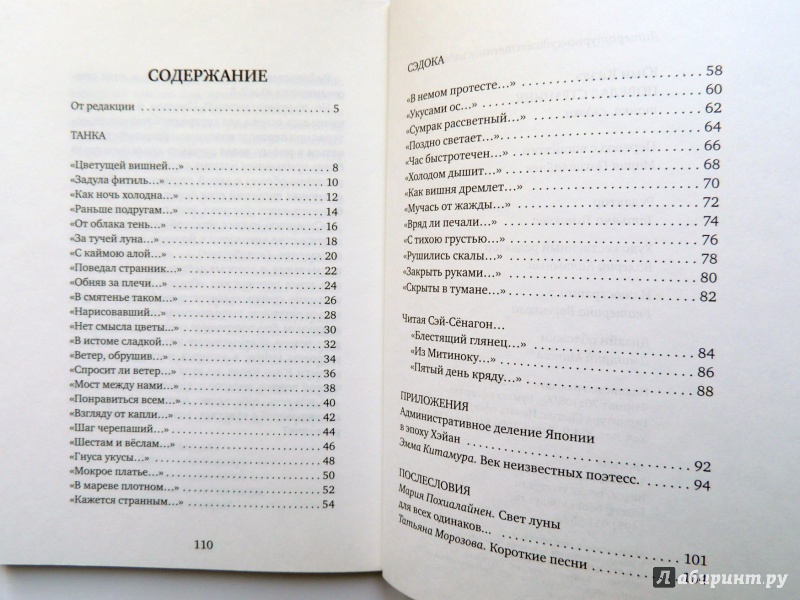 СОДЕРЖАНИЕ
От редакции . . . . . . . . . . . . . . . . . . . . . . . . . . . 5
ТАНКА
«Цветущей вишней…» . . . . . . . . . . . . . . . . . . . 8
«Задула фитиль…» . . . . . . . . . . . . . . . . . . . . . 10
«Как ночь холодна…» . . . . . . . . . . . . . . . . . . . 12
«Раньше подругам…» . . . . . . . . . . . . . . . . . . . 14
«От облака тень…» . . . . . . . . . . . . . . . . . . . . . 16
«За тучей луна…» . . . . . . . . . . . . . . . . . . . . . . 18
«С каймою алой…» . . . . . . . . . . . . . . . . . . . . . 20
«Поведал странник…» . . . . . . . . . . . . . . . . . . 22
«Обняв за плечи…» . . . . . . . . . . . . . . . . . . . . 24
«В смятенье таком…» . . . . . . . . . . . . . . . . . . 26
«Нарисовавший…» . . . . . . . . . . . . . . . . . . . . . 28
«Нет смысла цветы…» . . . . . . . . . . . . . . . . . . 30
«В истоме сладкой…» . . . . . . . . . . . . . . . . . . 32
«Ветер, обрушив…» . . . . . . . . . . . . . . . . . . . . 34
«Спросит ли ветер…» . . . . . . . . . . . . . . . . . . 36
«Мост между нами…» . . . . . . . . . . . . . . . . . . 38
«Понравиться всем…» . . . . . . . . . . . . . . . . . . 40
«Взгляду от капли…» . . . . . . . . . . . . . . . . . . . 42
«Шаг черепаший…» . . . . . . . . . . . . . . . . . . . . 44
«Шестам и вёслам…» . . . . . . . . . . . . . . . . . . . 46
«Гнуса укусы…» . . . . . . . . . . . . . . . . . . . . . . . 48
«Мокрое платье…» . . . . . . . . . . . . . . . . . . . . 50
«В мареве плотном…» . . . . . . . . . . . . . . . . . . 52
«Кажется странным…» . . . . . . . . . . . . . . . . . . 54
110
СЭДОКА
«В немом протесте…» . . . . . . . . . . . . . . . . . . 58
«Укусами ос…» . . . . . . . . . . . . . . . . . . . . . . . 60
«Сумрак рассветный…» . . . . . . . . . . . . . . . . . 62
«Поздно светает…» . . . . . . . . . . . . . . . . . . . . 64
«Час быстротечен…» . . . . . . . . . . . . . . . . . . . 66
«Холодом дышит…» . . . . . . . . . . . . . . . . . . . . 68
«Как вишня дремлет…» . . . . . . . . . . . . . . . . . 70
«Мучась от жажды…» . . . . . . . . . . . . . . . . . . . 72
«Вряд ли печали…» . . . . . . . . . . . . . . . . . . . . 74
«С тихою грустью…» . . . . . . . . . . . . . . . . . . . 76
«Рушились скалы…» . . . . . . . . . . . . . . . . . . . . 78
«Закрыть руками…» . . . . . . . . . . . . . . . . . . . . 80
«Скрыты в тумане…» . . . . . . . . . . . . . . . . . . . 82
Читая Сэй-Сёнагон…
«Блестящий глянец…» . . . . . . . . . . . . . . . . . . 84
«Из Митиноку…» . . . . . . . . . . . . . . . . . . . . . . 86
«Пятый день кряду…» . . . . . . . . . . . . . . . . . . 88
ПРИЛОЖЕНИЯ
Административное деление Японии
в эпоху Хэйан . . . . . . . . . . . . . . . . . . . . . . . . 92
Эмма Китамура. Век неизвестных поэтесс. . . . . . . 94
ПОСЛЕСЛОВИЯ
Мария Похиалайнен. Свет луны
для всех одинаков… . . . . . . . . . . . . . . . . . . . . 101
Татьяна Морозова. Короткие песни . . . . . . . . .
Лабиринт.ру